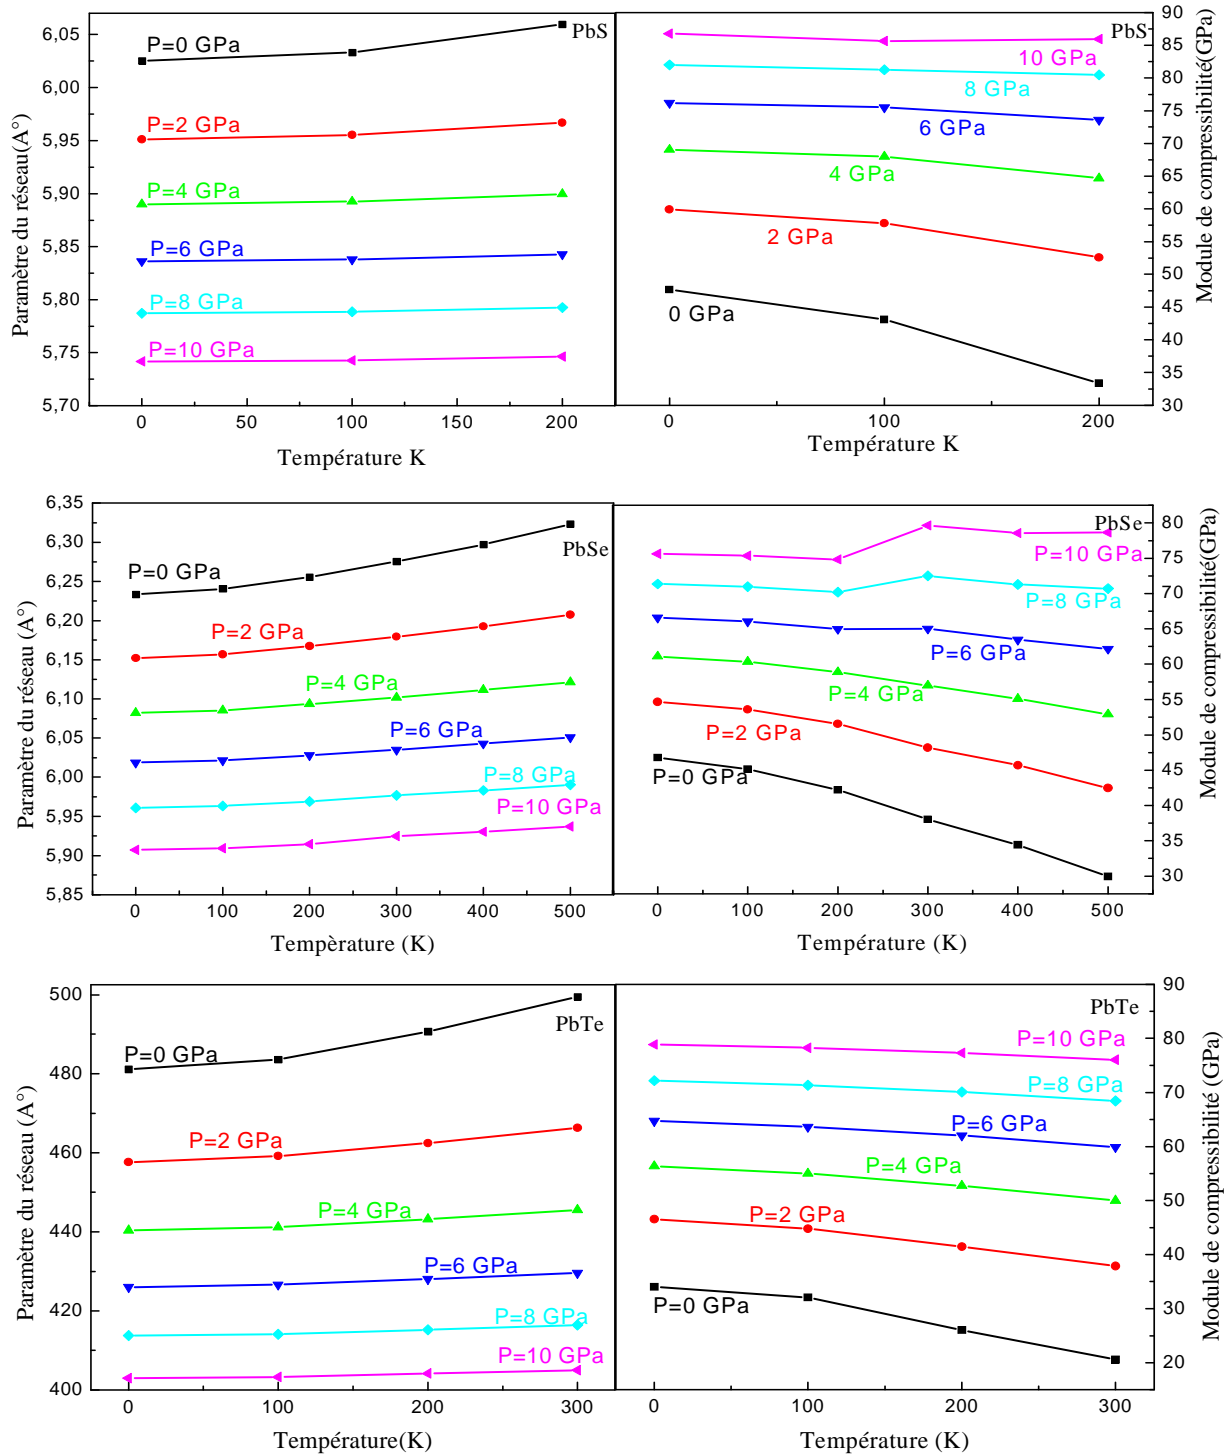 PbS
P=0 GPa
P=2 GPa
P=4 GPa
P=6 GPa
P=8 GPa
P=10 GPa
6,05
6,00
5,95
5,90
5,85
5,80
5,75
5,70
0 50 100 150 200
Paramètre du réseau(A°)
Température K
PbS
10 GPa
8 GPa
6 GPa
4 GPa
2 GPa
0 GPa
90
85
80
75
70
65
60
55
50
45
40
35
30
0 100 200
Module de compressibilité(GPa)
Température K
PbSe
P=0 GPa
P=2 GPa
P=4 GPa
P=6 GPa
P=8 GPa
P=10 GPa
6,35
6,30
6,25
6,20
6,15
6,10
6,05
6,00
5,95
5,90
5,85
0 100 200 300 400 500
Paramètre du réseau (A°)
Tempèrature (K)
PbSe
P=10 GPa
P=8 GPa
P=6 GPa
P=4 GPa
P=2 GPa
P=0 GPa
80
75
70
65
60
55
50
45
40
35
30
0 100 200 300 400 500
Module de compressibilité(GPa)
Température (K)
PbTe
P=0 GPa
P=2 GPa
P=4 GPa
P=6 GPa
P=8 GPa
P=10 GPa
500
480
460
440
420
400
0 100 200 300
Paramètre du réseau (A°)
Température(K)
PbTe
P=10 GPa
P=8 GPa
P=6 GPa
P=4 GPa
P=2 GPa
P=0 GPa
90
80
70
60
50
40
30
20
0 100 200 300
Module de compressibilité (GPa)
Température (K)